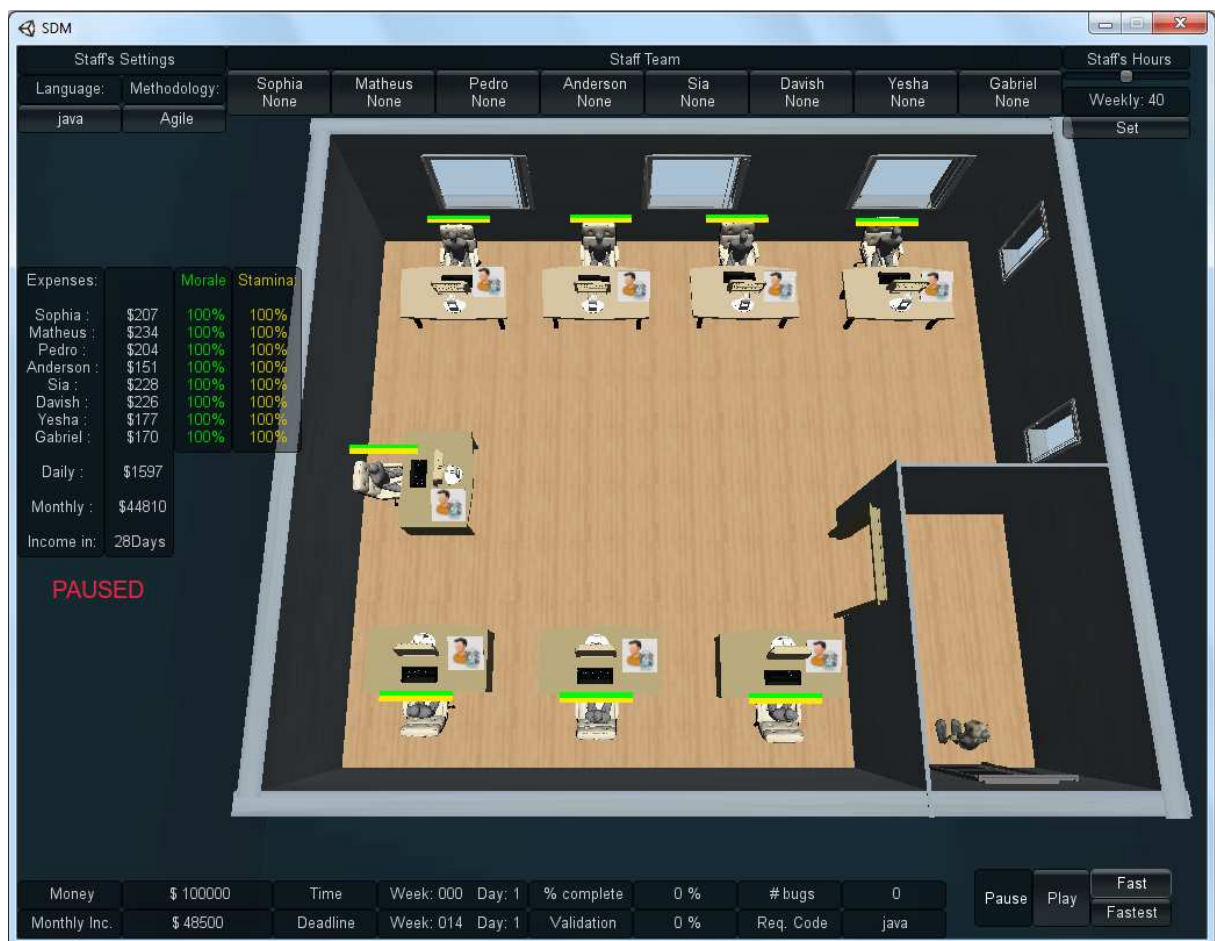 SDM
Staff's Settings
Staff Team
Staff's Hours
Language:
Methodology:
Sophia
None
Matheus
None
Pedro
None
Anderson
None
Sia
None
Davish
None
Yesha
None
Gabriel
None
Weekly: 40
java
Agile
Set
Expenses:
Morale
Stamina:
Sophia : $207 100% 100%
Matheus : $234 100% 100%
Pedro : $204 100% 100%
Anderson : $151 100% 100%
Sia : $228 100% 100%
Davish : $226 100% 100%
Yesha : $177 100% 100%
Gabriel : $170 100% 100%
Daily : $1597
Monthly : $44810
Income in: 28Days
PAUSED
Money $ 100000 Time Week: 000 Day: 1 % complete 0 % # bugs 0
Monthly Inc. $ 48500 Deadline Week: 014 Day: 1 Validation 0 % Req. Code java
Pause
Play
Fast
Fastest